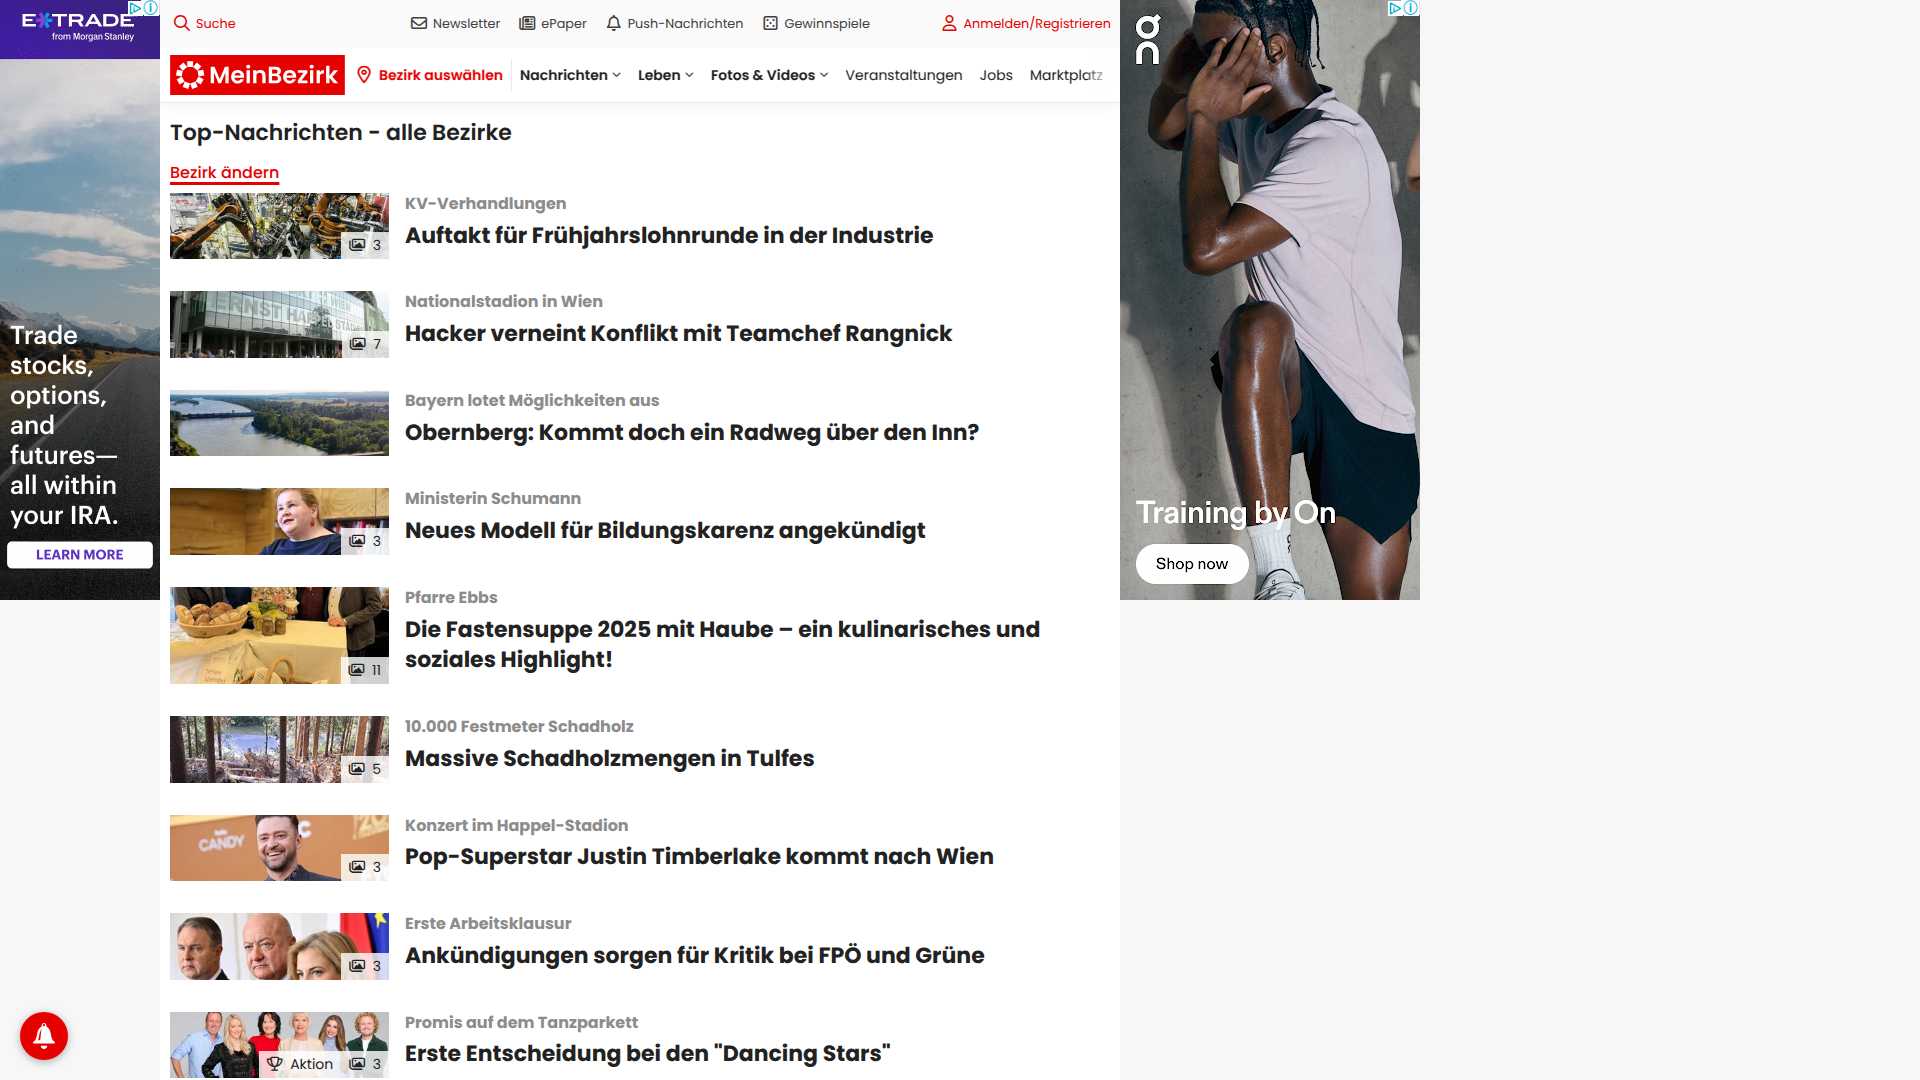 E*TRADE
from Morgan Stanley
Trade
stocks,
options,
and
futures—
all within
your IRA.
LEARN MORE
Suche
Newsletter
ePaper
Push-Nachrichten
Gewinnspiele
Anmelden/Registrieren
MeinBezirk
Bezirk auswählen
Nachrichten
Leben
Fotos & Videos
Veranstaltungen
Jobs
Marktplatz
Top-Nachrichten - alle Bezirke
Bezirk ändern
3
KV-Verhandlungen
Auftakt für Frühjahrslohnrunde in der Industrie
ERNST HAPPEL STADION
7
Nationalstadion in Wien
Hacker verneint Konflikt mit Teamchef Rangnick
Bayern lotet Möglichkeiten aus
Obernberg: Kommt doch ein Radweg über den Inn?
3
Ministerin Schumann
Neues Modell für Bildungskarenz angekündigt
11
Pfarre Ebbs
Die Fastensuppe 2025 mit Haube – ein kulinarisches und
soziales Highlight!
5
10.000 Festmeter Schadholz
Massive Schadholzmengen in Tulfes
CANDY
3
Konzert im Happel-Stadion
Pop-Superstar Justin Timberlake kommt nach Wien
3
Erste Arbeitsklausur
Ankündigungen sorgen für Kritik bei FPÖ und Grüne
Aktion
3
Promis auf dem Tanzparkett
Erste Entscheidung bei den "Dancing Stars"
Training by On
Shop now